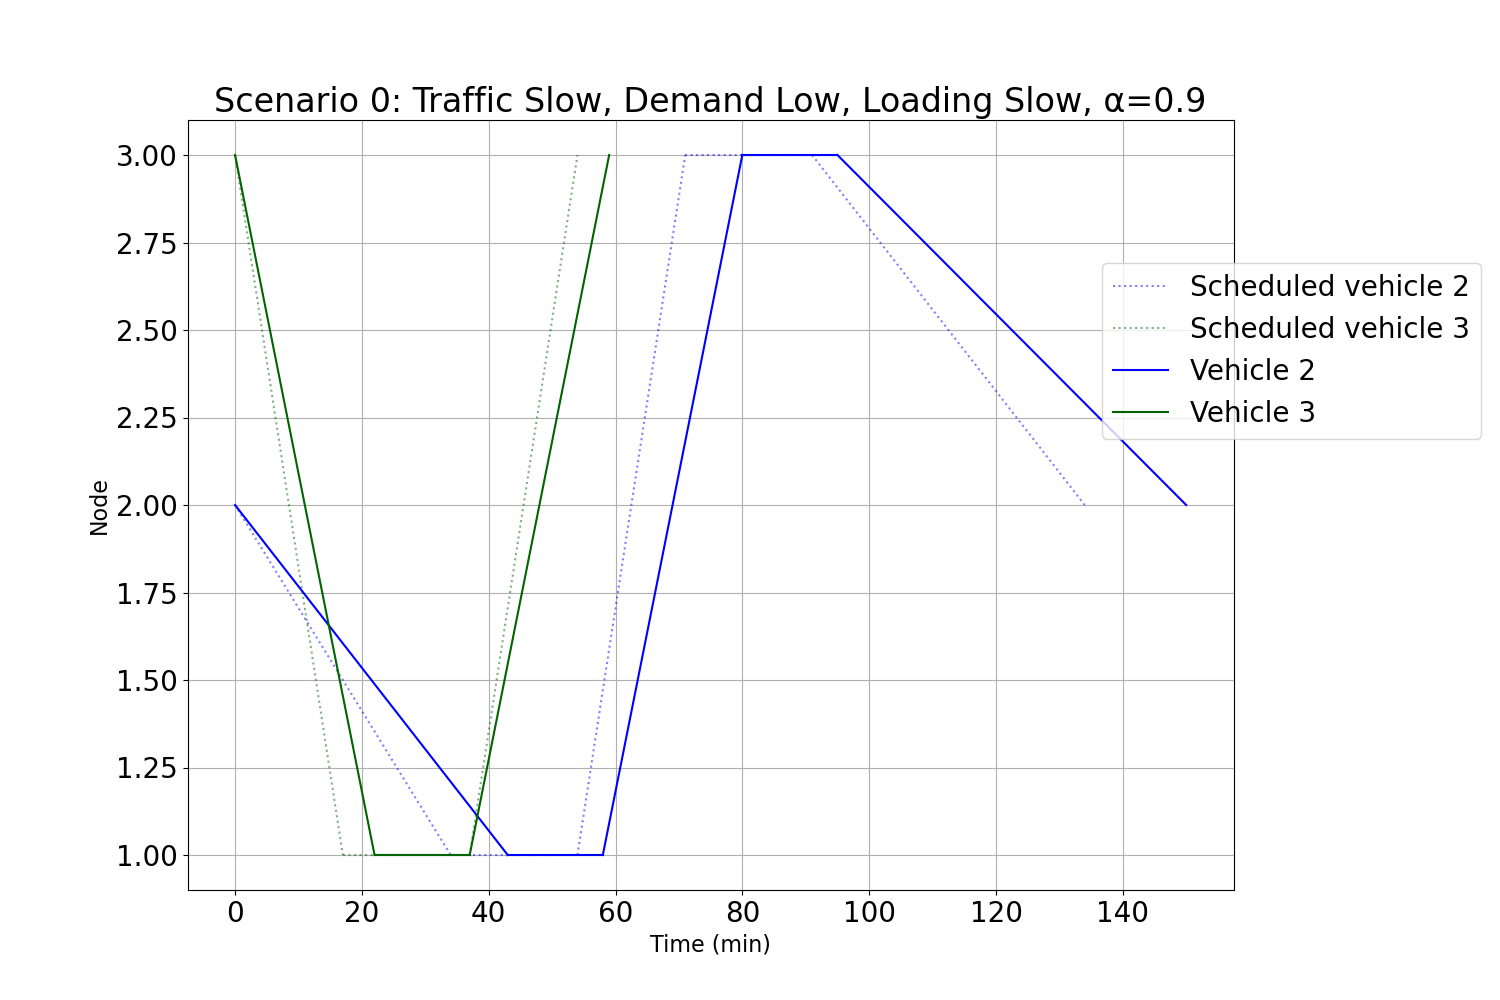 Scenario 0: Traffic Slow, Demand Low, Loading Slow, α=0.9
3.00
2.75
2.50
2.25
2.00
1.75
1.50
1.25
1.00
Node
0 20 40 60 80 100 120 140
Time (min)
Scheduled vehicle 2
Scheduled vehicle 3
Vehicle 2
Vehicle 3